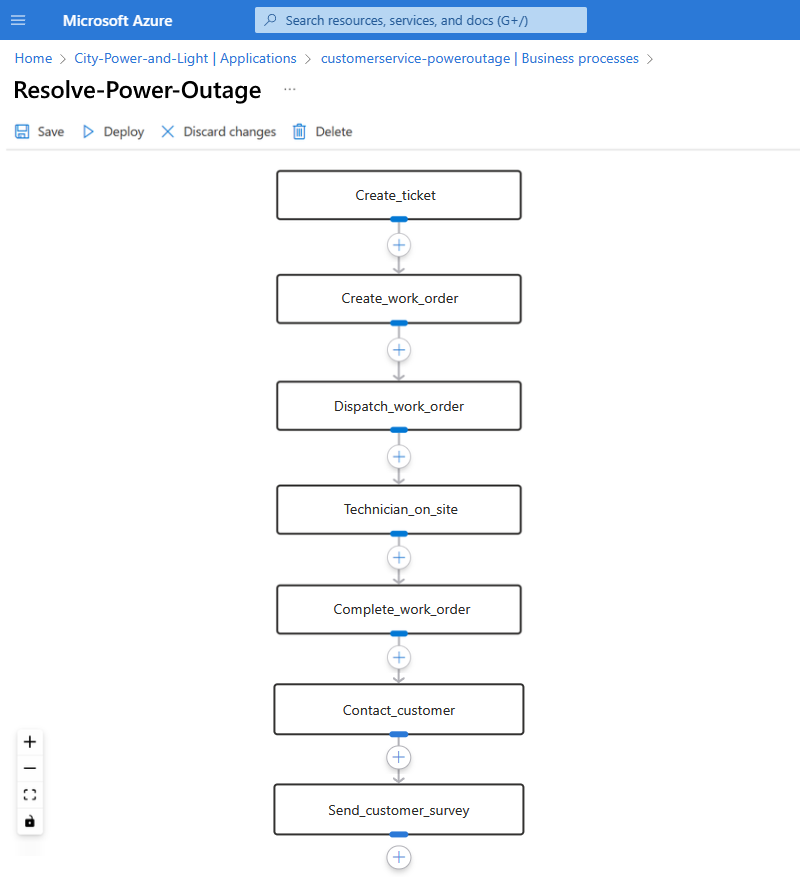 Microsoft Azure
Search resources, services, and docs (G+/)
Home > City-Power-and-Light | Applications > customerservice-poweroutage | Business processes >
Resolve-Power-Outage ...
Save Deploy Discard changes Delete
Create_ticket
Create_work_order
Dispatch_work_order
Technician_on_site
Complete_work_order
Contact_customer
Send_customer_survey